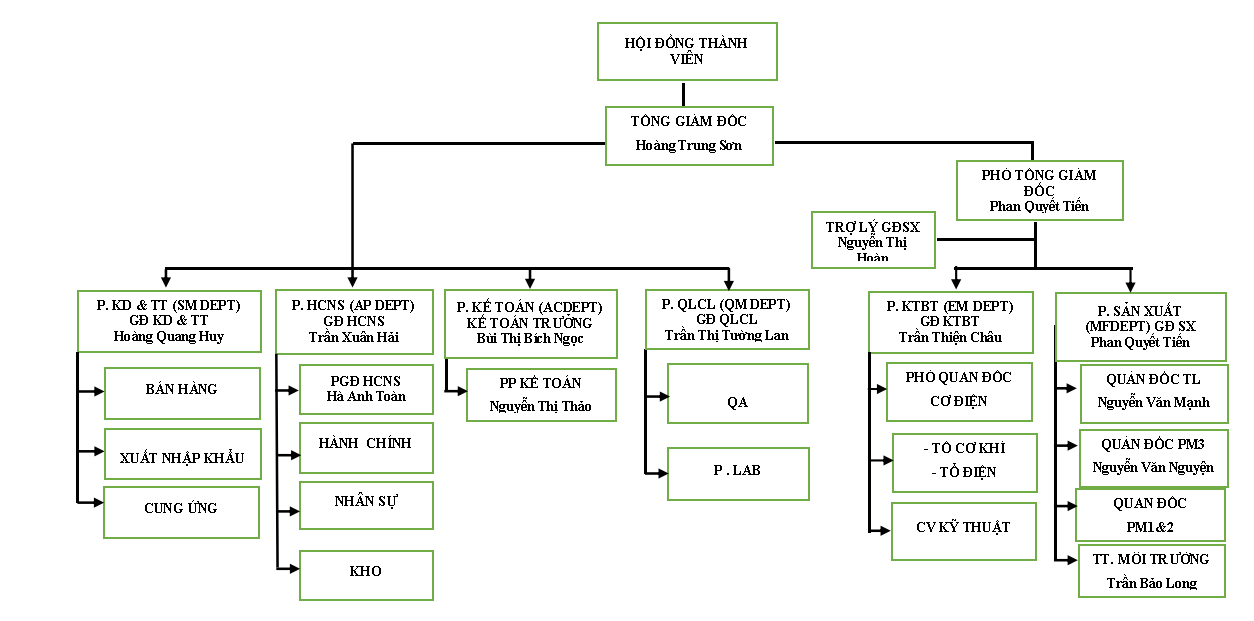 HỘI ĐỒNG THÀNH
VIÊN
TỔNG GIÁM ĐỐC
Hoàng Trung Sơn
PHÓ TỔNG GIÁM
ĐỐC
Phan Quyết Tiến
TRỢ LÝ GĐSX
Nguyễn Thị
Hoàn
P. KD & TT (SM DEPT)
GĐ KD & TT
Hoàng Quang Huy
BÁN HÀNG
XUẤT NHẬP KHẨU
CUNG ỨNG
P. HCNS (AP DEPT)
GĐ HCNS
Trần Xuân Hải
PGĐ HCNS
Hà Anh Toàn
HÀNH CHÍNH
NHÂN SỰ
KHO
P. KẾ TOÁN (ACDEPT)
KẾ TOÁN TRƯỞNG
Bùi Thị Bích Ngọc
PP KẾ TOÁN
Nguyễn Thị Thảo
P. QLCL (QM DEPT)
GĐ QLCL
Trần Thị Tường Lan
QA
P . LAB
P. KTBT (EM DEPT)
GĐ KTBT
Trần Thiện Châu
PHÓ QUẢN ĐỐC
CƠ ĐIỆN
- TỔ CƠ KHÍ
- TỔ ĐIỆN
CV KỸ THUẬT
P. SẢN XUẤT
(MFDEPT) GĐ SX
Phan Quyết Tiến
QUẢN ĐỐC TL
Nguyễn Văn Mạnh
QUẢN ĐỐC PM3
Nguyễn Văn Nguyện
QUẢN ĐỐC
PM1&2
TT. MÔI TRƯỜNG
Trần Bảo Long